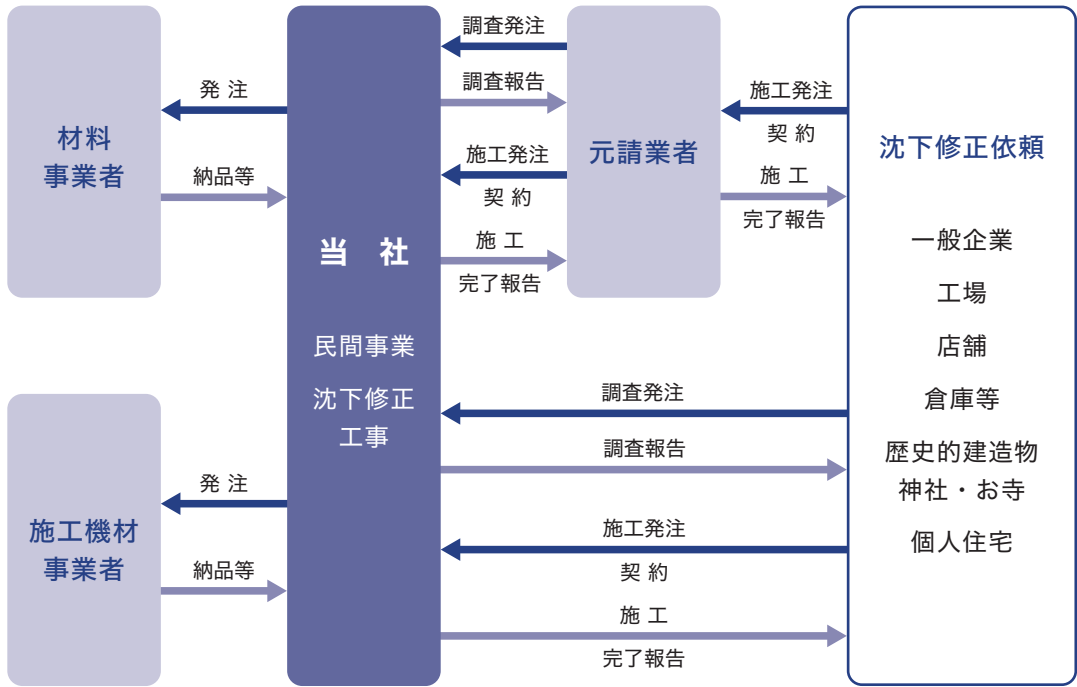 材料
事業者
発 注
納品等
施工機材
事業者
発 注
納品等
当 社
民間事業
沈下修正
工事
調査発注
調査報告
施工発注
契 約
施 工
完了報告
元請業者
施工発注
契 約
施 工
完了報告
調査発注
調査報告
施工発注
契 約
施 工
完了報告
沈下修正依頼
一般企業
工場
店舗
倉庫等
歴史的建造物
神社・お寺
個人住宅